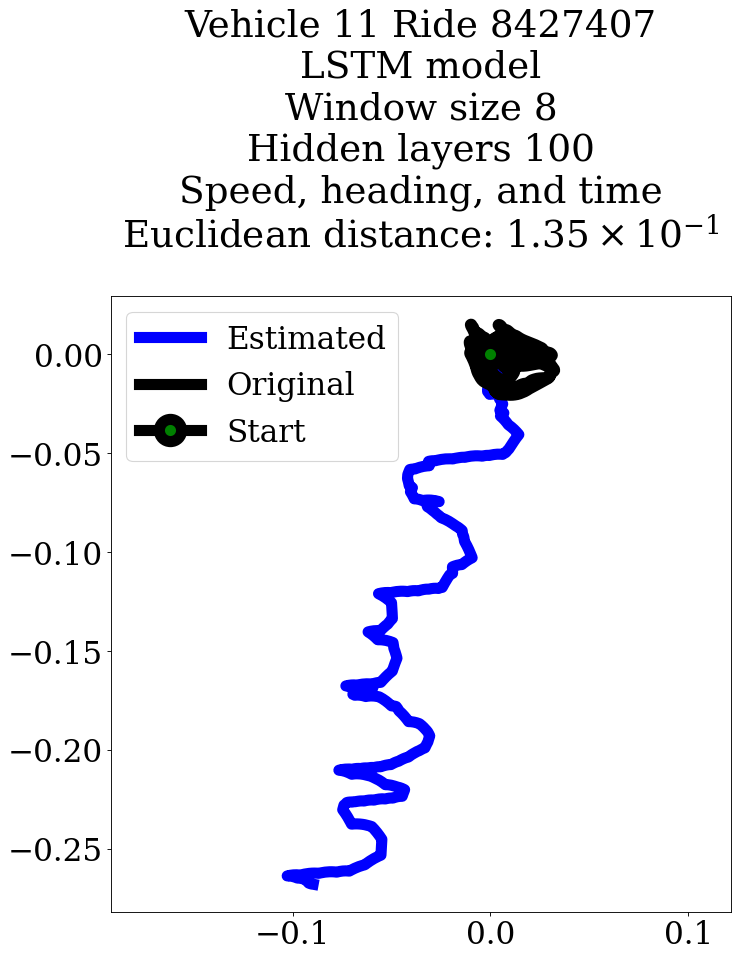 Vehicle 11 Ride 8427407
LSTM model
Window size 8
Hidden layers 100
Speed, heading, and time
Euclidean distance: 1.35 × 10⁻¹
Estimated
Original
Start
0.00
−0.05
−0.10
−0.15
−0.20
−0.25
−0.1 0.0 0.1